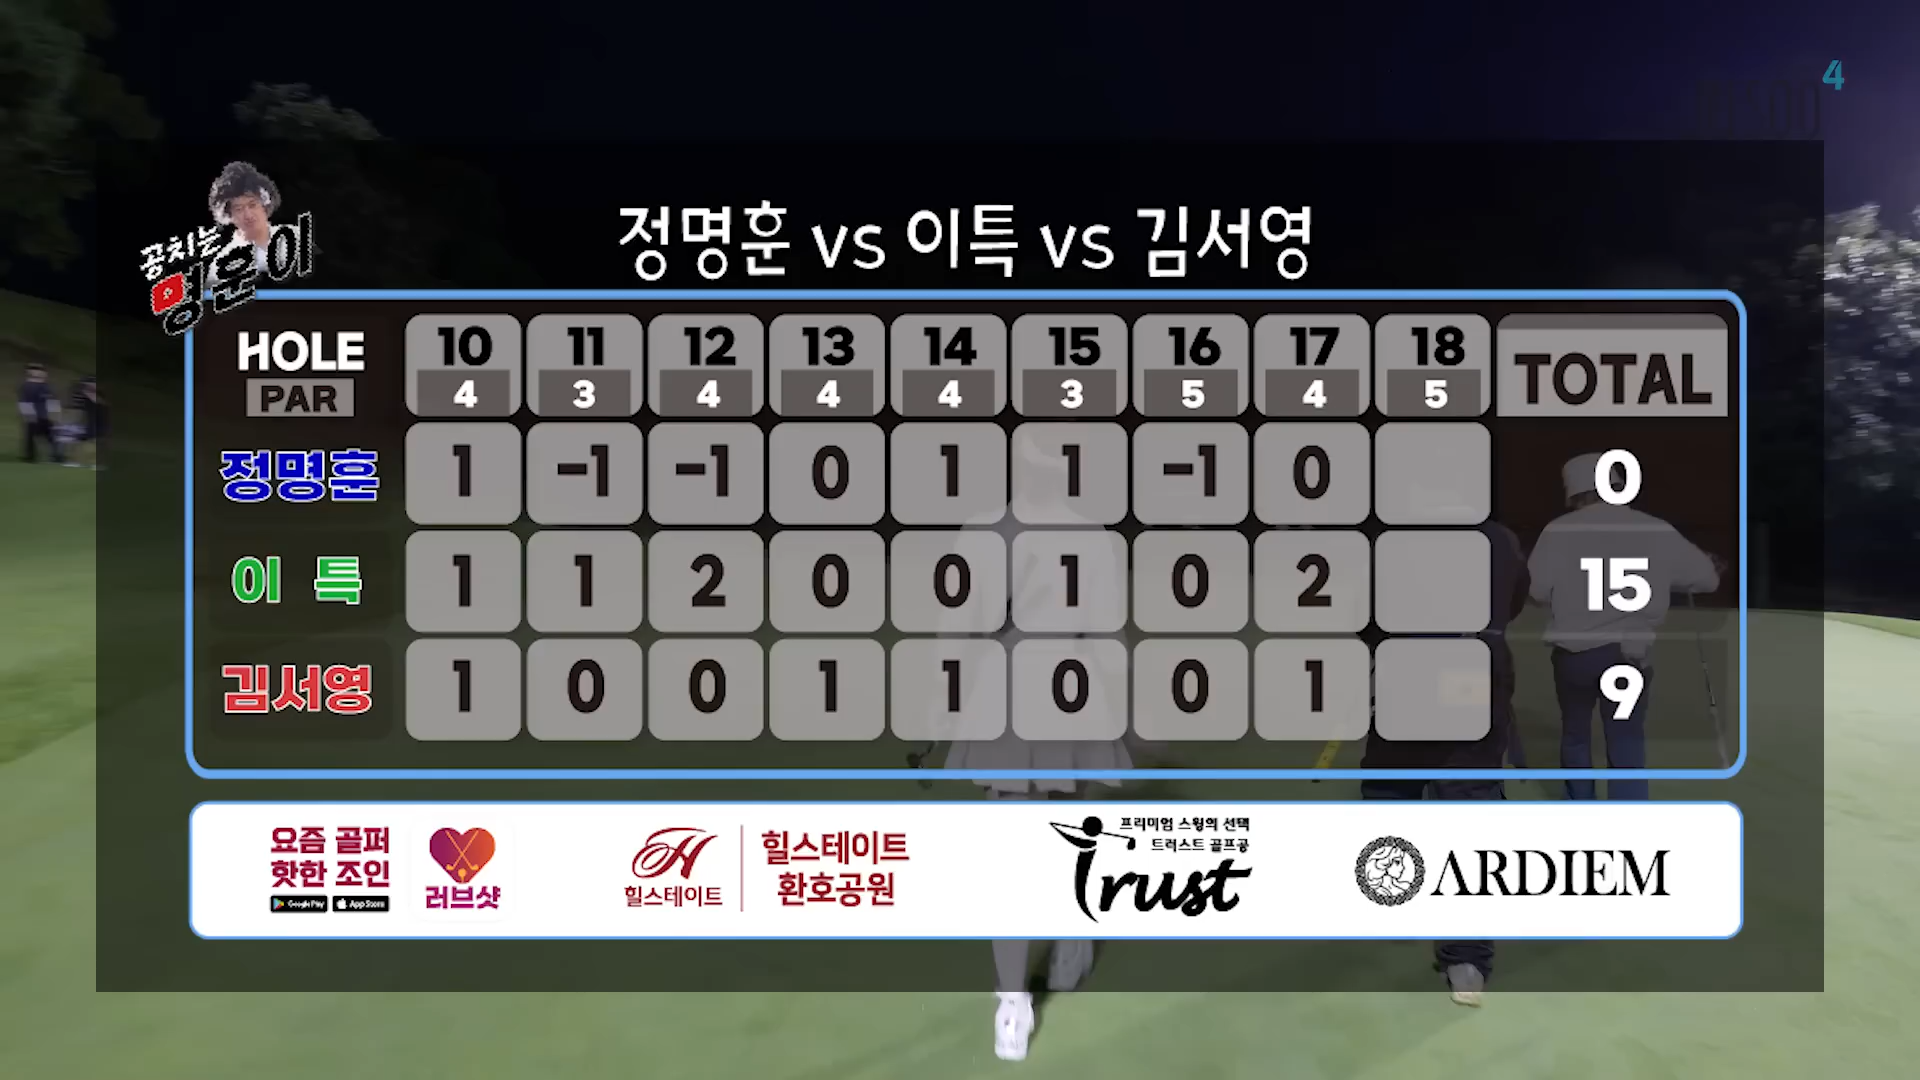 4
정명훈 vs 이특 vs 김서영
공치는
명훈이
HOLE 10 11 12 13 14 15 16 17 18 TOTAL
PAR 4 3 4 4 4 3 5 4 5
정명훈 1 -1 -1 0 1 1 -1 0 0
이 특 1 1 2 0 0 1 0 2 15
김서영 1 0 0 1 1 0 0 1 9
요즘 골퍼
핫한 조인
Google Play App Store
러브샷
H
힐스테이트
힐스테이트
환호공원
프리미엄 스윙의 선택
트러스트 골프공
Trust
ARDIEM